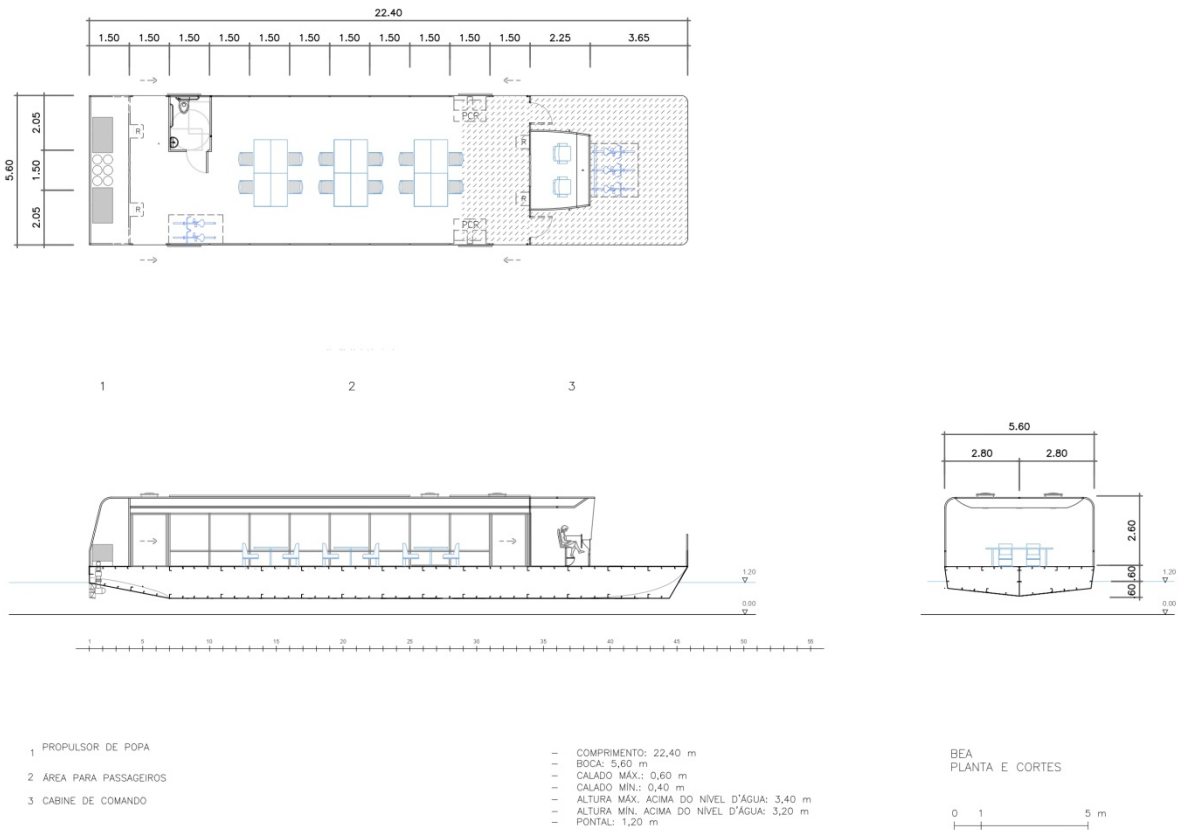 22.40
1.50 1.50 1.50 1.50 1.50 1.50 1.50 1.50 1.50 1.50 1.50 2.25 3.65
5.60
2.05
1.50
2.05
R
R
PCR
PCR
R
R
1 2 3
5.60
2.80 2.80
2.60
.60
.60
1.20
0.00
1.20
0.00
1 5 10 15 20 25 30 35 40 45 50 55
1 PROPULSOR DE POPA
2 ÁREA PARA PASSAGEIROS
3 CABINE DE COMANDO
– COMPRIMENTO: 22,40 m
– BOCA: 5,60 m
– CALADO MÁX.: 0,60 m
– CALADO MÍN.: 0,40 m
– ALTURA MÁX. ACIMA DO NÍVEL D'ÁGUA: 3,40 m
– ALTURA MÍN. ACIMA DO NÍVEL D'ÁGUA: 3,20 m
– PONTAL: 1,20 m
BEA
PLANTA E CORTES
0 1 5 m